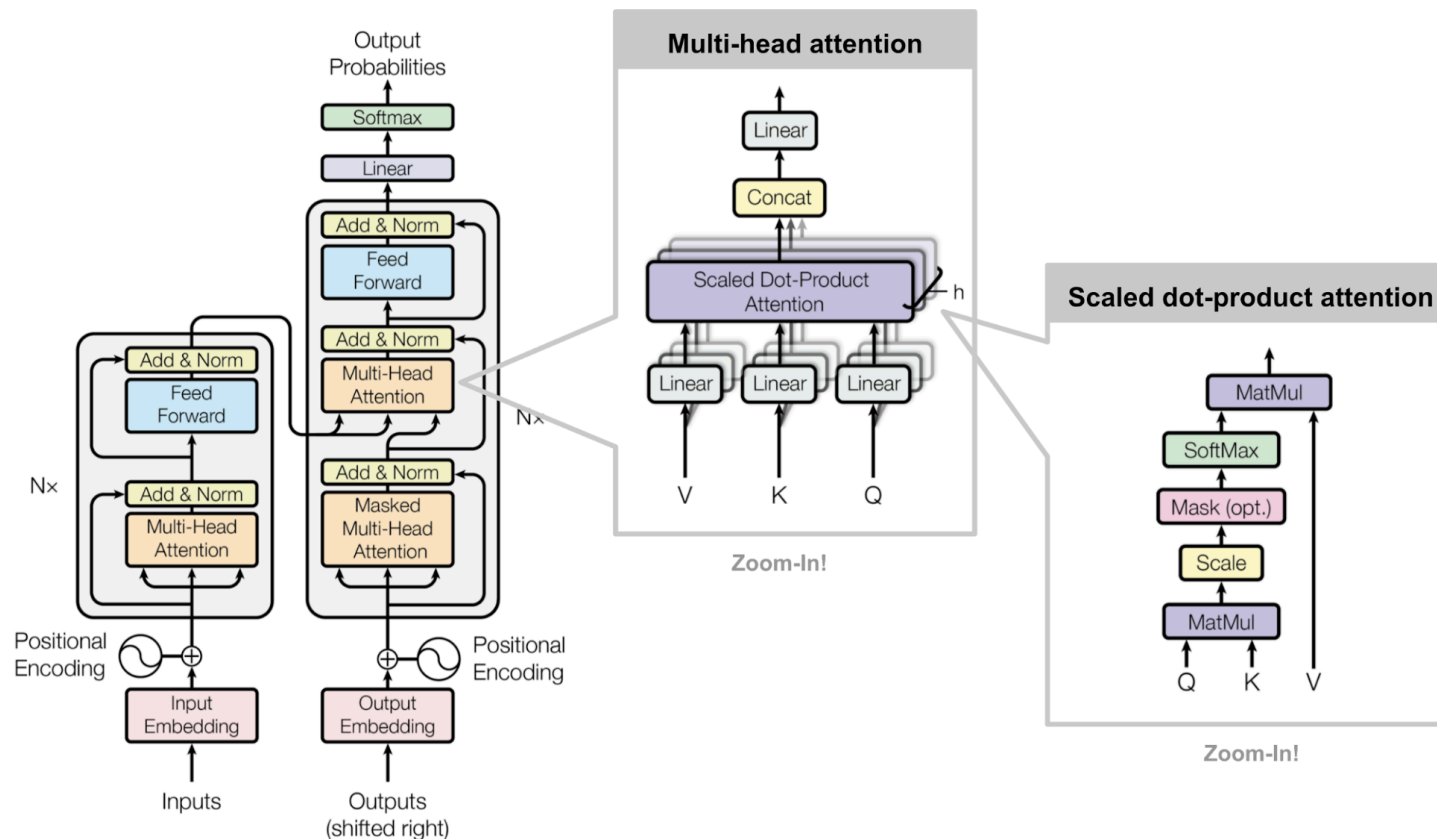 Output
Probabilities
Softmax
Linear
Add & Norm
Feed
Forward
Add & Norm
Multi-Head
Attention
Add & Norm
Masked
Multi-Head
Attention
N×
Add & Norm
Feed
Forward
Add & Norm
Multi-Head
Attention
N×
Positional
Encoding
Positional
Encoding
Input
Embedding
Output
Embedding
Inputs
Outputs
(shifted right)
Multi-head attention
Linear
Concat
Scaled Dot-Product
Attention
h
Linear
Linear
Linear
V
K
Q
Zoom-In!
Scaled dot-product attention
MatMul
SoftMax
Mask (opt.)
Scale
MatMul
Q
K
V
Zoom-In!